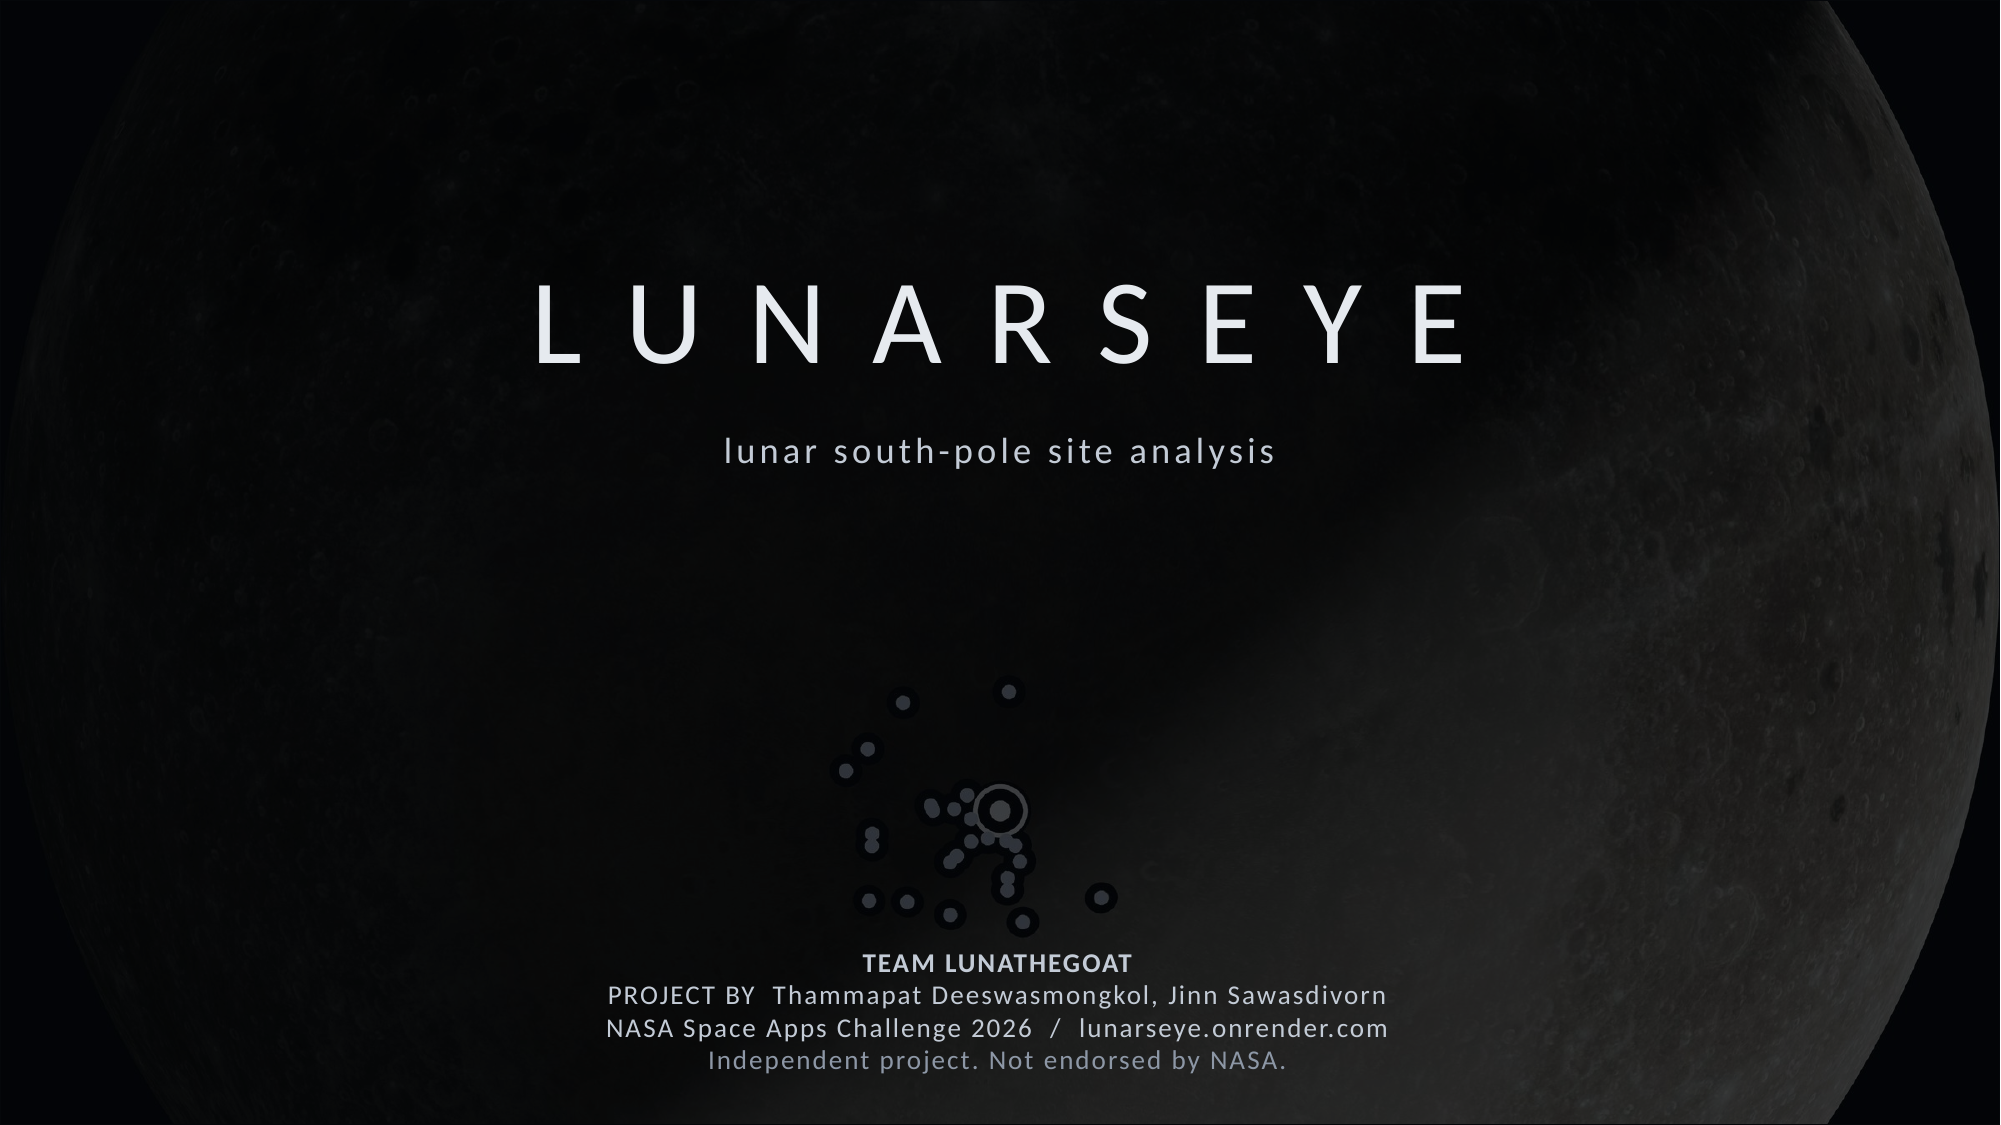 LUNARSEYE
lunar south-pole site analysis
TEAM LUNATHEGOAT
PROJECT BY  Thammapat Deeswasmongkol, Jinn Sawasdivorn
NASA Space Apps Challenge 2026  /  lunarseye.onrender.com
Independent project. Not endorsed by NASA.